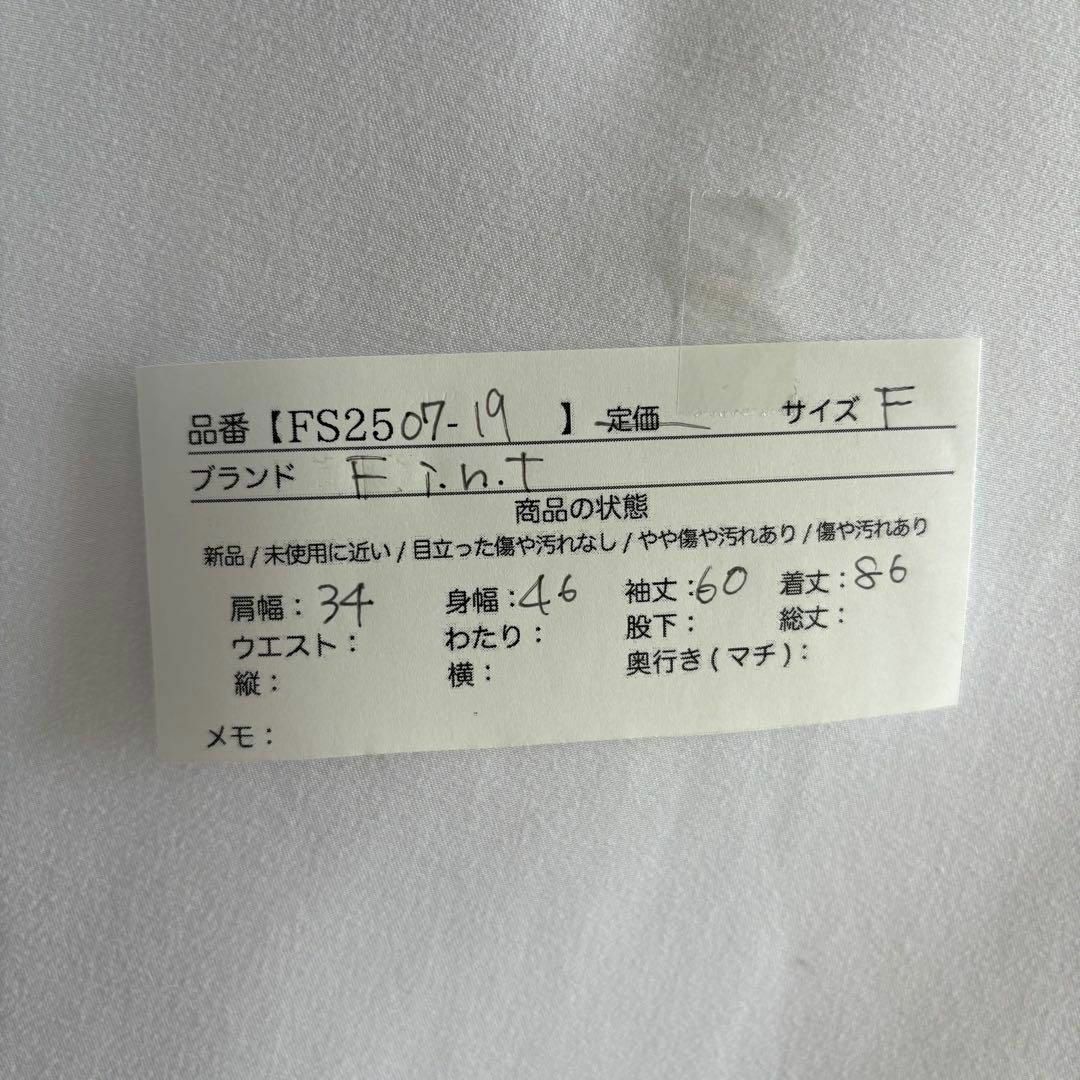 品番【FS2507-19 】 定価 サイズ F
ブランド F.i.n.t
商品の状態
新品 / 未使用に近い / 目立った傷や汚れなし / やや傷や汚れあり / 傷や汚れあり
肩幅：34 身幅：46 袖丈：60 着丈：86
ウエスト： わたり： 股下： 総丈：
縦： 横： 奥行き(マチ)：
メモ：